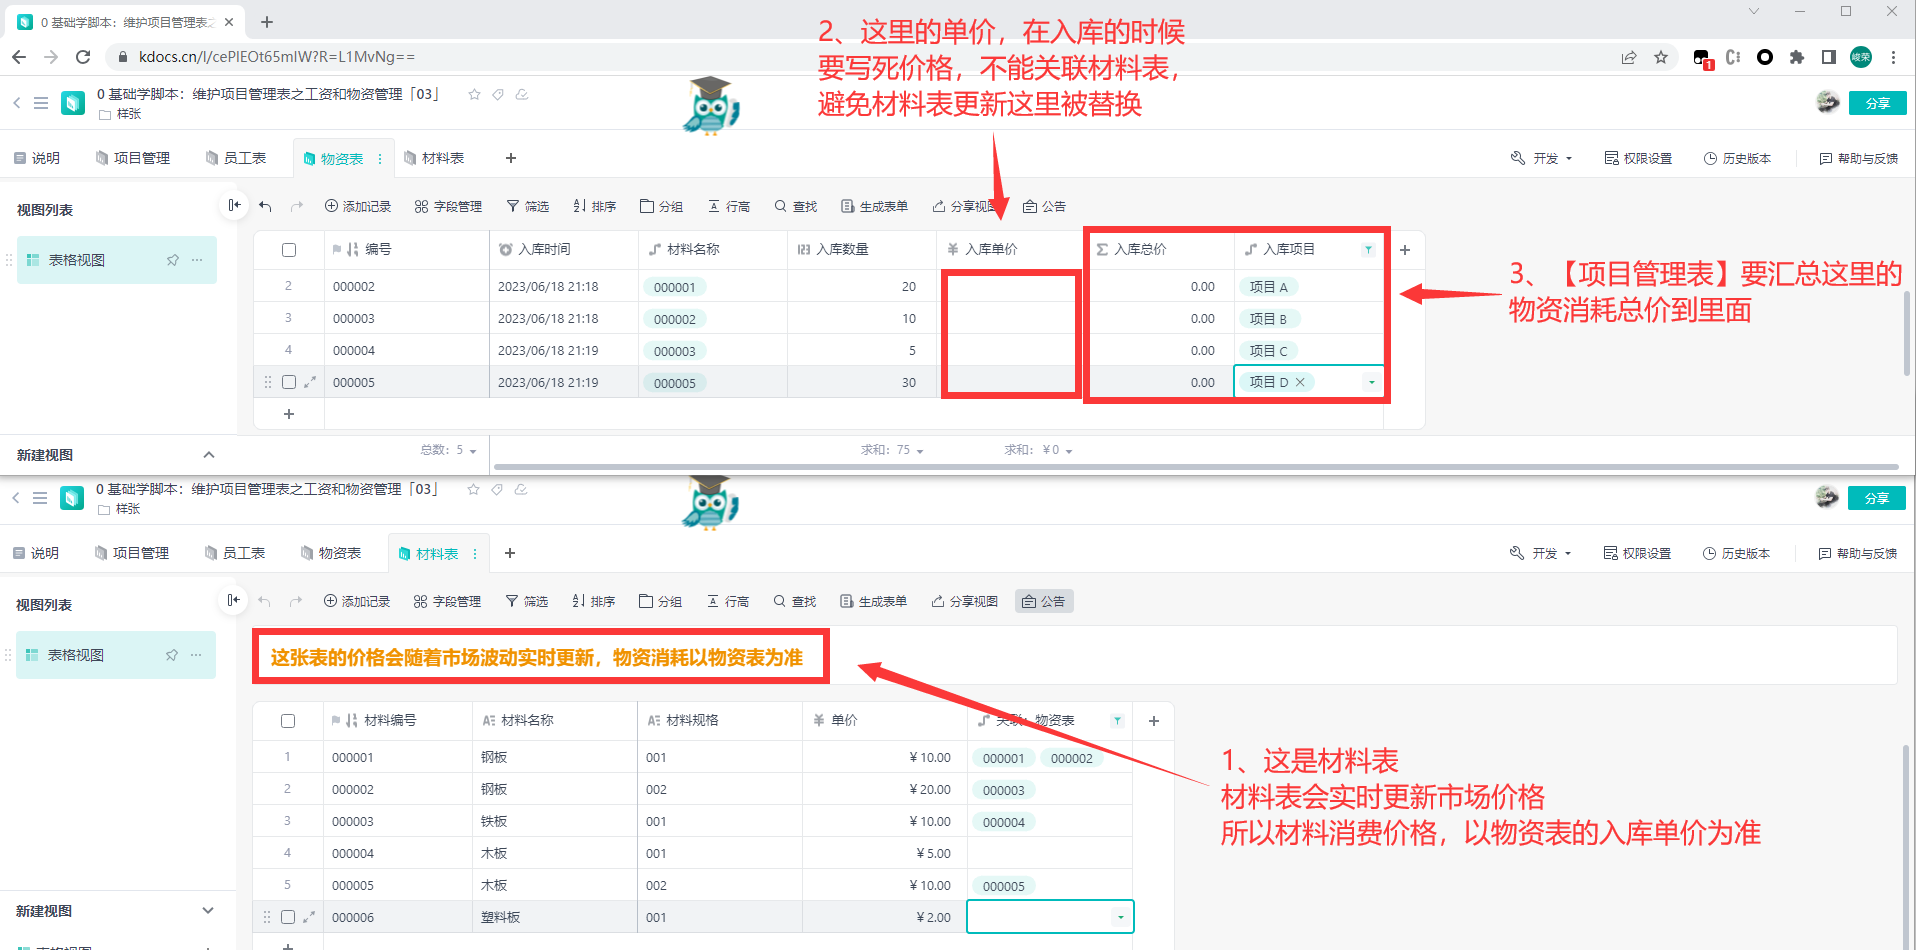 0 基础学脚本：维护项目管理表之
kdocs.cn/l/cePlEOt65mIW?R=L1MvNg==
1
峻荣
2、这里的单价，在入库的时候
要写死价格，不能关联材料表，
避免材料表更新这里被替换
0 基础学脚本：维护项目管理表之工资和物资管理「03」
样张
分享
说明 项目管理 员工表 物资表 材料表
开发 权限设置 历史版本 帮助与反馈
视图列表
添加记录 字段管理 筛选 排序 分组 行高 查找 生成表单 分享视图 公告
表格视图
编号 入库时间 材料名称 入库数量 入库单价 入库总价 入库项目
2 000002 2023/06/18 21:18 000001 20 0.00 项目 A
3 000003 2023/06/18 21:18 000002 10 0.00 项目 B
4 000004 2023/06/18 21:19 000003 5 0.00 项目 C
000005 2023/06/18 21:19 000005 30 0.00 项目 D
3、【项目管理表】要汇总这里的
物资消耗总价到里面
新建视图
总数：5 求和：75 求和：￥0
0 基础学脚本：维护项目管理表之工资和物资管理「03」
样张
分享
说明 项目管理 员工表 物资表 材料表
开发 权限设置 历史版本 帮助与反馈
视图列表
添加记录 字段管理 筛选 排序 分组 行高 查找 生成表单 分享视图 公告
表格视图
这张表的价格会随着市场波动实时更新，物资消耗以物资表为准
材料编号 材料名称 材料规格 单价 关联：物资表
1 000001 钢板 001 ￥10.00 000001 000002
2 000002 钢板 002 ￥20.00 000003
3 000003 铁板 001 ￥10.00 000004
4 000004 木板 001 ￥5.00
5 000005 木板 002 ￥10.00 000005
000006 塑料板 001 ￥2.00
1、这是材料表
材料表会实时更新市场价格
所以材料消费价格，以物资表的入库单价为准
新建视图
表格视图